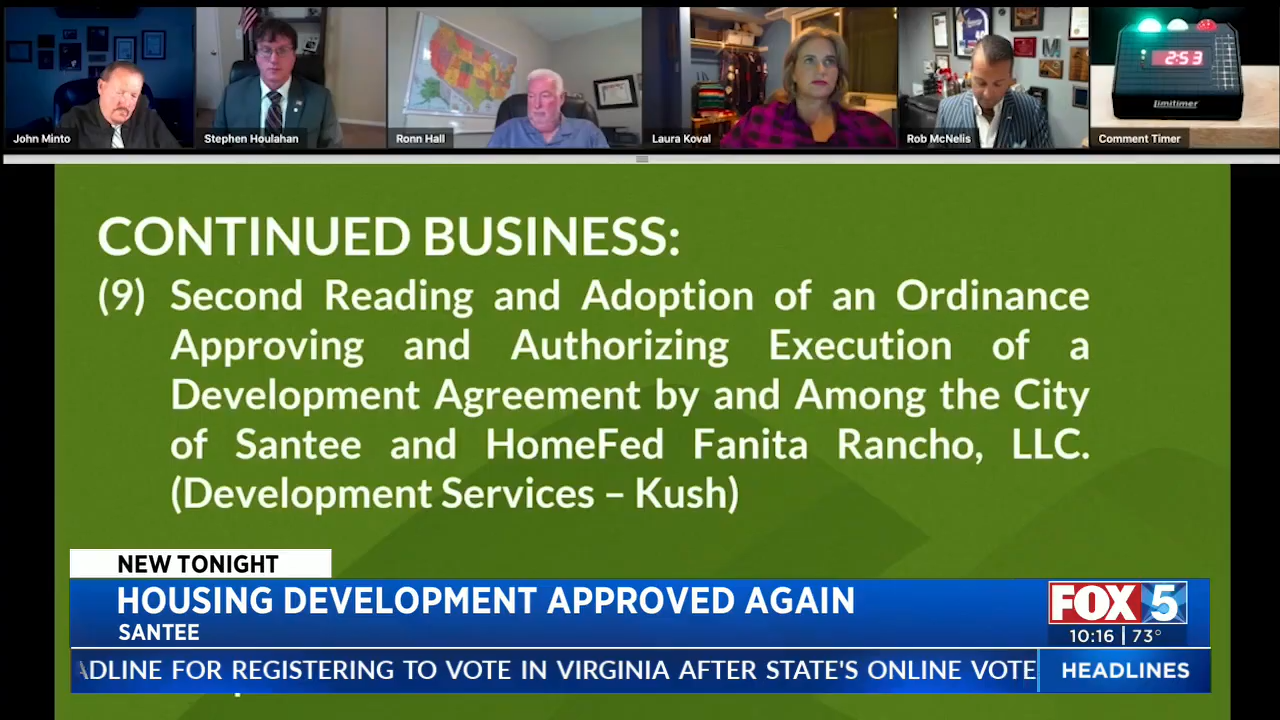 John Minto
Stephen Houlahan
Ronn Hall
Laura Koval
Rob McNelis
2:53
limitimer
Comment Timer
CONTINUED BUSINESS:
(9) Second Reading and Adoption of an Ordinance
Approving and Authorizing Execution of a
Development Agreement by and Among the City
of Santee and HomeFed Fanita Rancho, LLC.
(Development Services – Kush)
NEW TONIGHT
HOUSING DEVELOPMENT APPROVED AGAIN
SANTEE
FOX 5
10:16 | 73°
ADLINE FOR REGISTERING TO VOTE IN VIRGINIA AFTER STATE'S ONLINE VOTE
HEADLINES